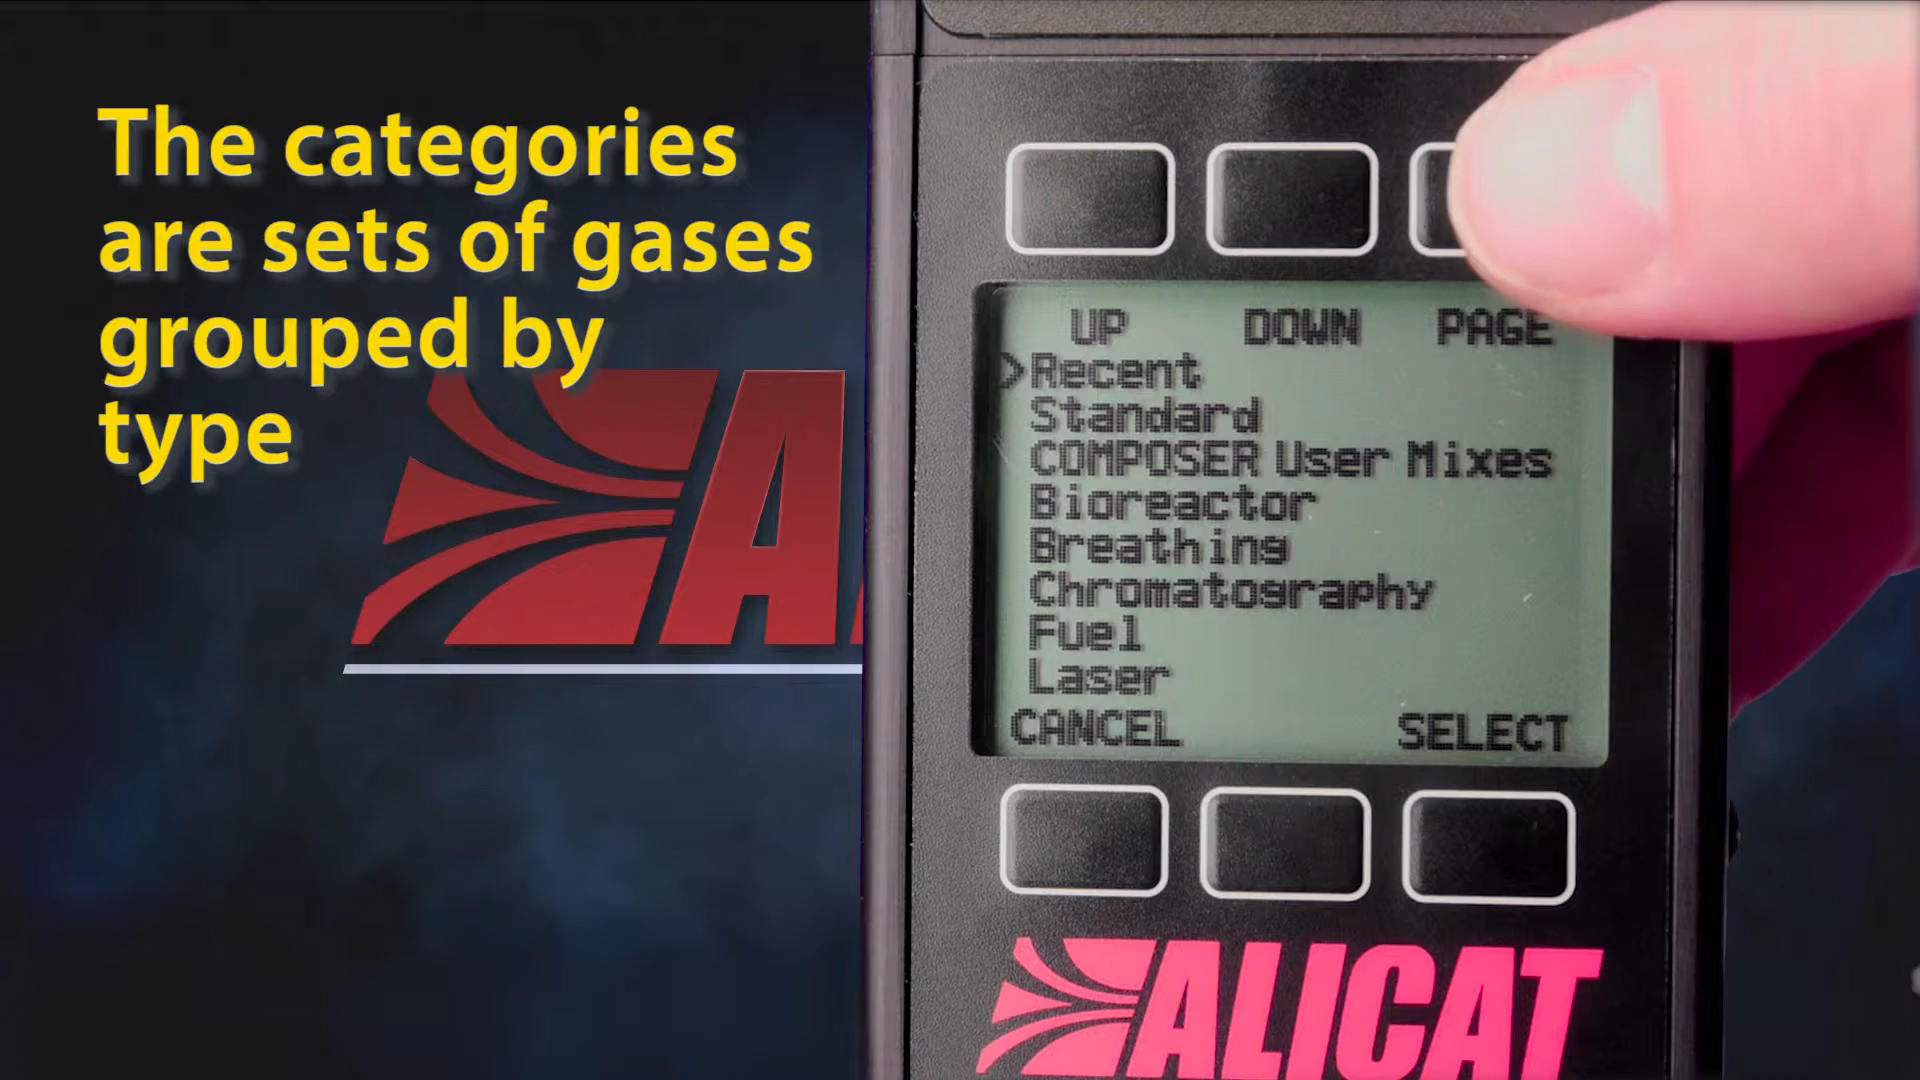 The categories
are sets of gases
grouped by
type
A
UP DOWN PAGE
>Recent
Standard
COMPOSER User Mixes
Bioreactor
Breathing
Chromatography
Fuel
Laser
CANCEL SELECT
ALICAT